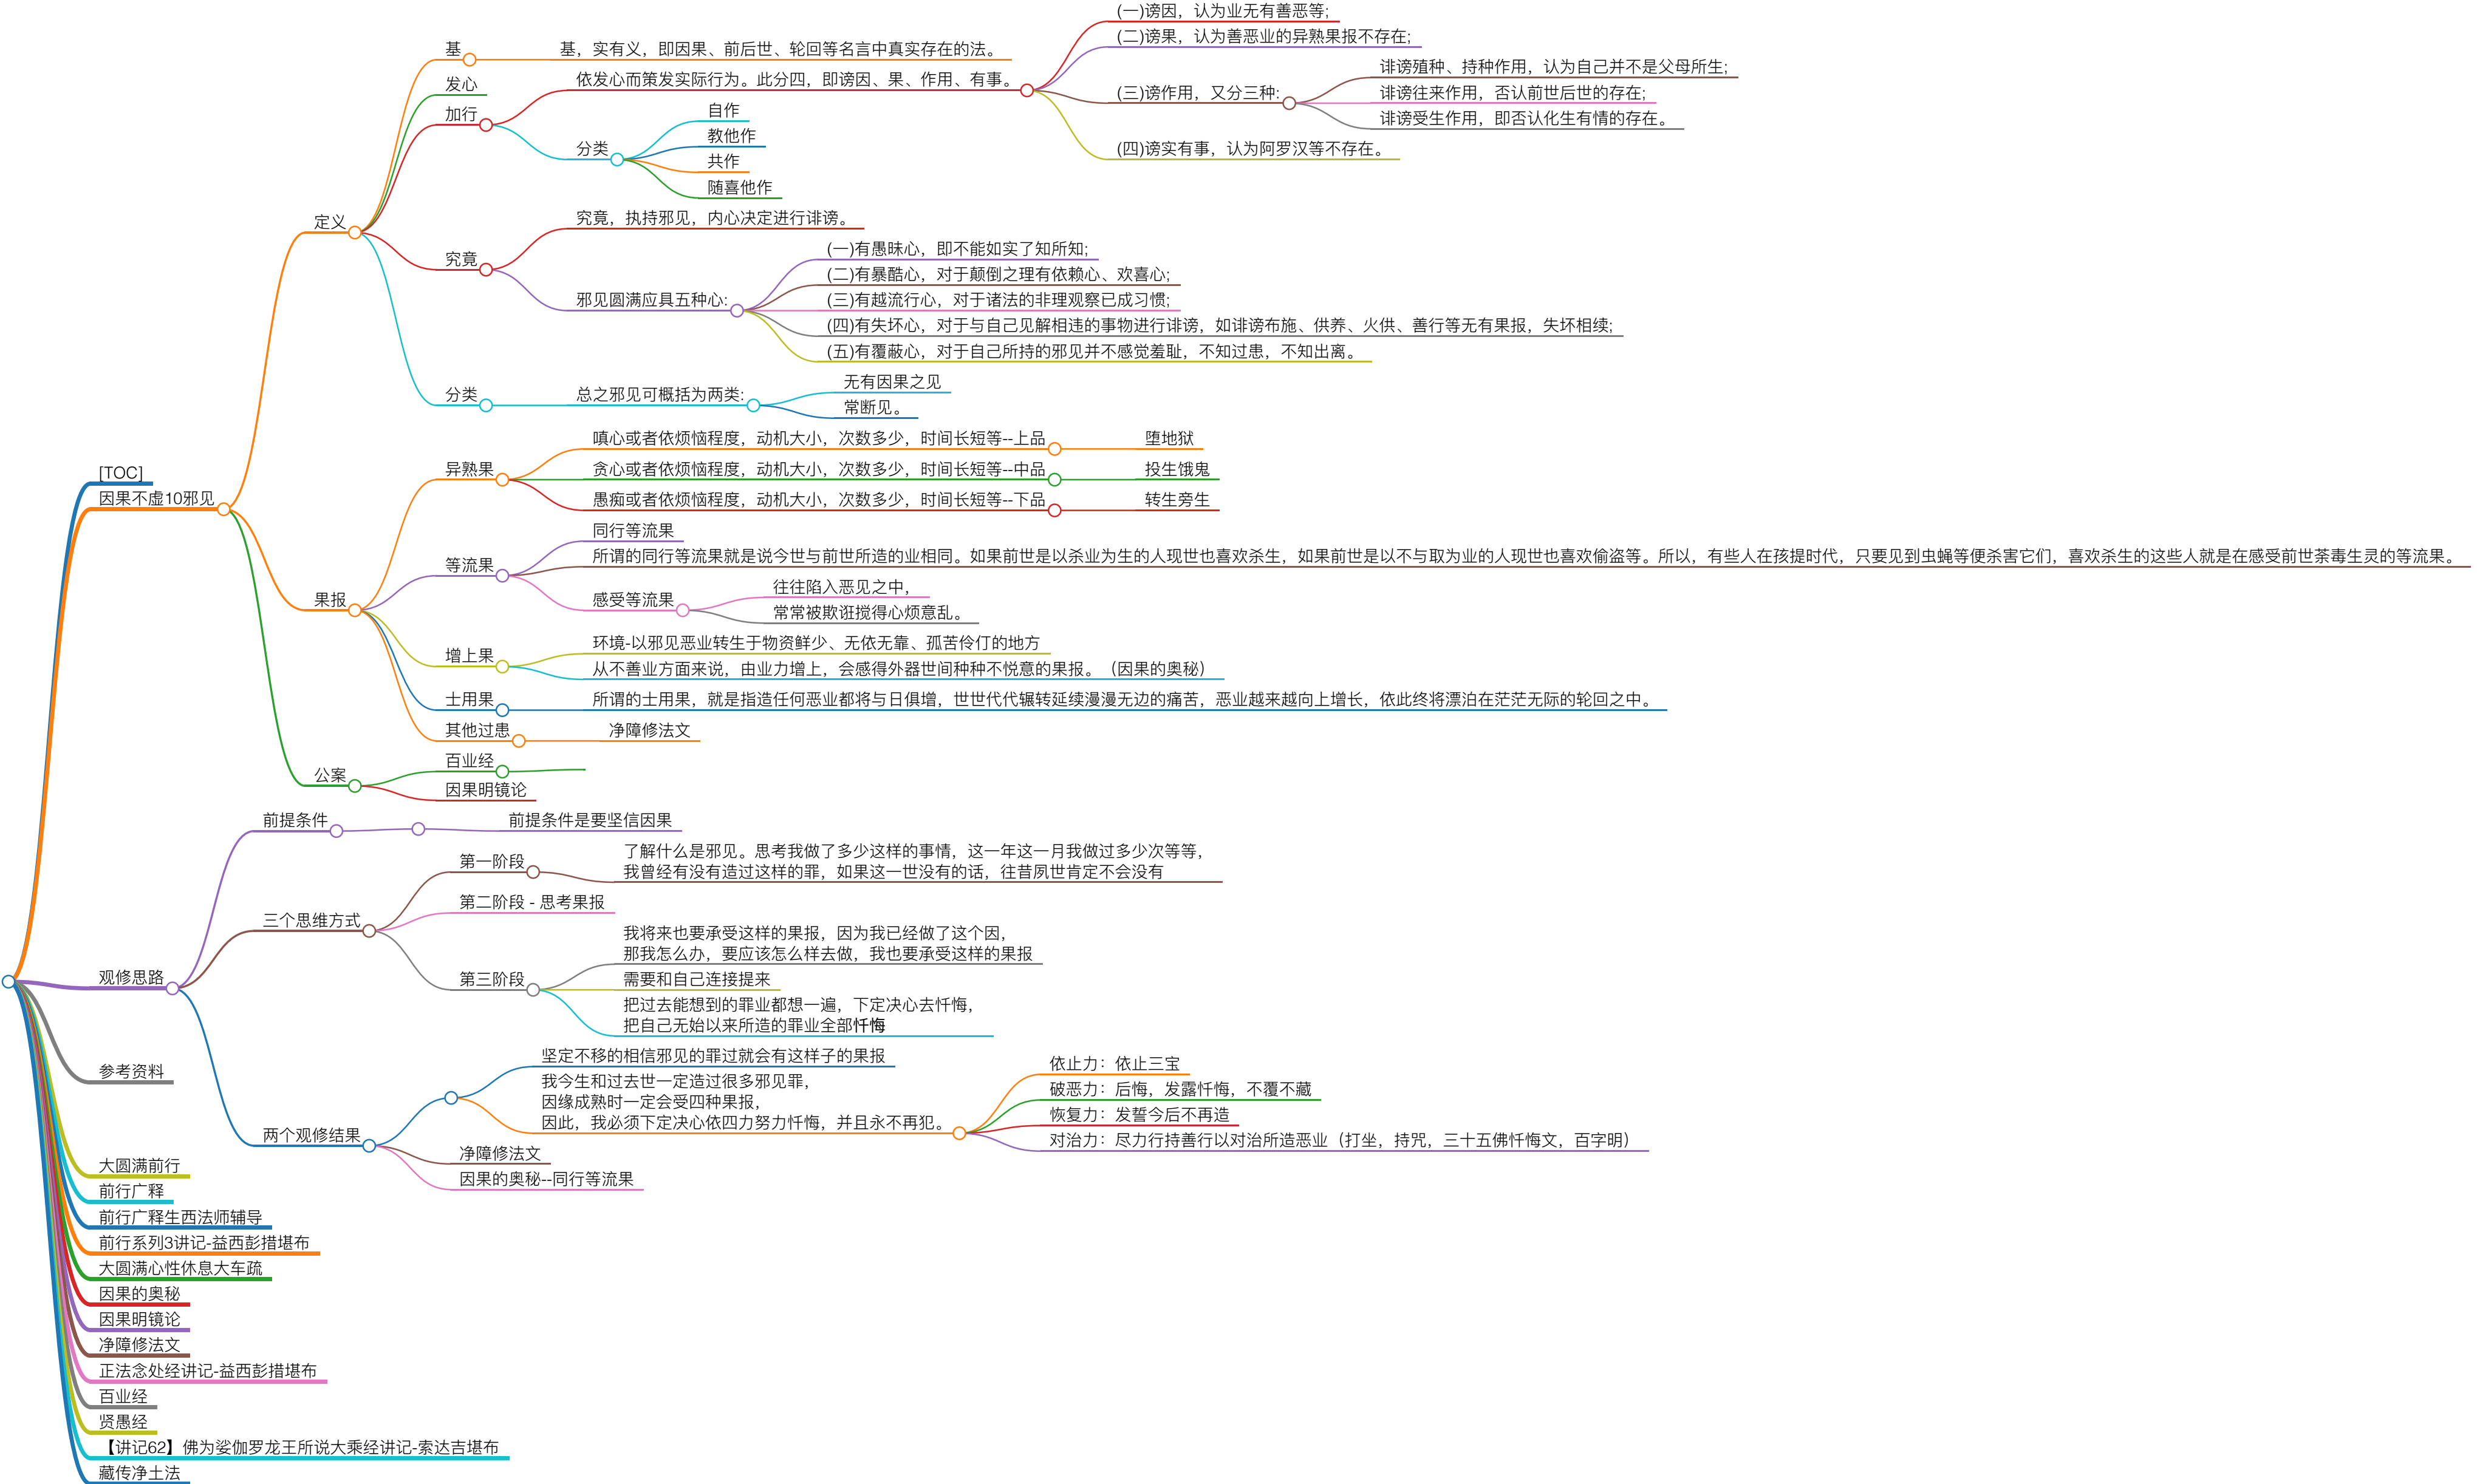 [TOC]
因果不虚10邪见
定义
基
基，实有义，即因果、前后世、轮回等名言中真实存在的法。
发心
加行
依发心而策发实际行为。此分四，即谤因、果、作用、有事。
(一)谤因，认为业无有善恶等;
(二)谤果，认为善恶业的异熟果报不存在;
(三)谤作用，又分三种:
诽谤殖种、持种作用，认为自己并不是父母所生;
诽谤往来作用，否认前世后世的存在;
诽谤受生作用，即否认化生有情的存在。
(四)谤实有事，认为阿罗汉等不存在。
分类
自作
教他作
共作
随喜他作
究竟
究竟，执持邪见，内心决定进行诽谤。
邪见圆满应具五种心:
(一)有愚昧心，即不能如实了知所知;
(二)有暴酷心，对于颠倒之理有依赖心、欢喜心;
(三)有越流行心，对于诸法的非理观察已成习惯;
(四)有失坏心，对于与自己见解相违的事物进行诽谤，如诽谤布施、供养、火供、善行等无有果报，失坏相续;
(五)有覆蔽心，对于自己所持的邪见并不感觉羞耻，不知过患，不知出离。
分类
总之邪见可概括为两类:
无有因果之见
常断见。
果报
异熟果
嗔心或者依烦恼程度，动机大小，次数多少，时间长短等--上品
堕地狱
贪心或者依烦恼程度，动机大小，次数多少，时间长短等--中品
投生饿鬼
愚痴或者依烦恼程度，动机大小，次数多少，时间长短等--下品
转生旁生
等流果
同行等流果
所谓的同行等流果就是说今世与前世所造的业相同。如果前世是以杀业为生的人现世也喜欢杀生，如果前世是以不与取为业的人现世也喜欢偷盗等。所以，有些人在孩提时代，只要见到虫蝇等便杀害它们，喜欢杀生的这些人就是在感受前世荼毒生灵的等流果。
感受等流果
往往陷入恶见之中，
常常被欺诳搅得心烦意乱。
增上果
环境-以邪见恶业转生于物资鲜少、无依无靠、孤苦伶仃的地方
从不善业方面来说，由业力增上，会感得外器世间种种不悦意的果报。（因果的奥秘）
士用果
所谓的士用果，就是指造任何恶业都将与日俱增，世世代代辗转延续漫漫无边的痛苦，恶业越来越向上增长，依此终将漂泊在茫茫无际的轮回之中。
其他过患
净障修法文
公案
百业经
因果明镜论
观修思路
前提条件
前提条件是要坚信因果
三个思维方式
第一阶段
了解什么是邪见。思考我做了多少这样的事情，这一年这一月我做过多少次等等，
我曾经有没有造过这样的罪，如果这一世没有的话，往昔夙世肯定不会没有
第二阶段 - 思考果报
第三阶段
我将来也要承受这样的果报，因为我已经做了这个因，
那我怎么办，要应该怎么样去做，我也要承受这样的果报
需要和自己连接提来
把过去能想到的罪业都想一遍，下定决心去忏悔，
把自己无始以来所造的罪业全部忏悔
两个观修结果
坚定不移的相信邪见的罪过就会有这样子的果报
我今生和过去世一定造过很多邪见罪，
因缘成熟时一定会受四种果报，
因此，我必须下定决心依四力努力忏悔，并且永不再犯。
依止力：依止三宝
破恶力：后悔，发露忏悔，不覆不藏
恢复力：发誓今后不再造
对治力：尽力行持善行以对治所造恶业（打坐，持咒，三十五佛忏悔文，百字明）
净障修法文
因果的奥秘--同行等流果
参考资料
大圆满前行
前行广释
前行广释生西法师辅导
前行系列3讲记-益西彭措堪布
大圆满心性休息大车疏
因果的奥秘
因果明镜论
净障修法文
正法念处经讲记-益西彭措堪布
百业经
贤愚经
【讲记62】佛为娑伽罗龙王所说大乘经讲记-索达吉堪布
藏传净土法